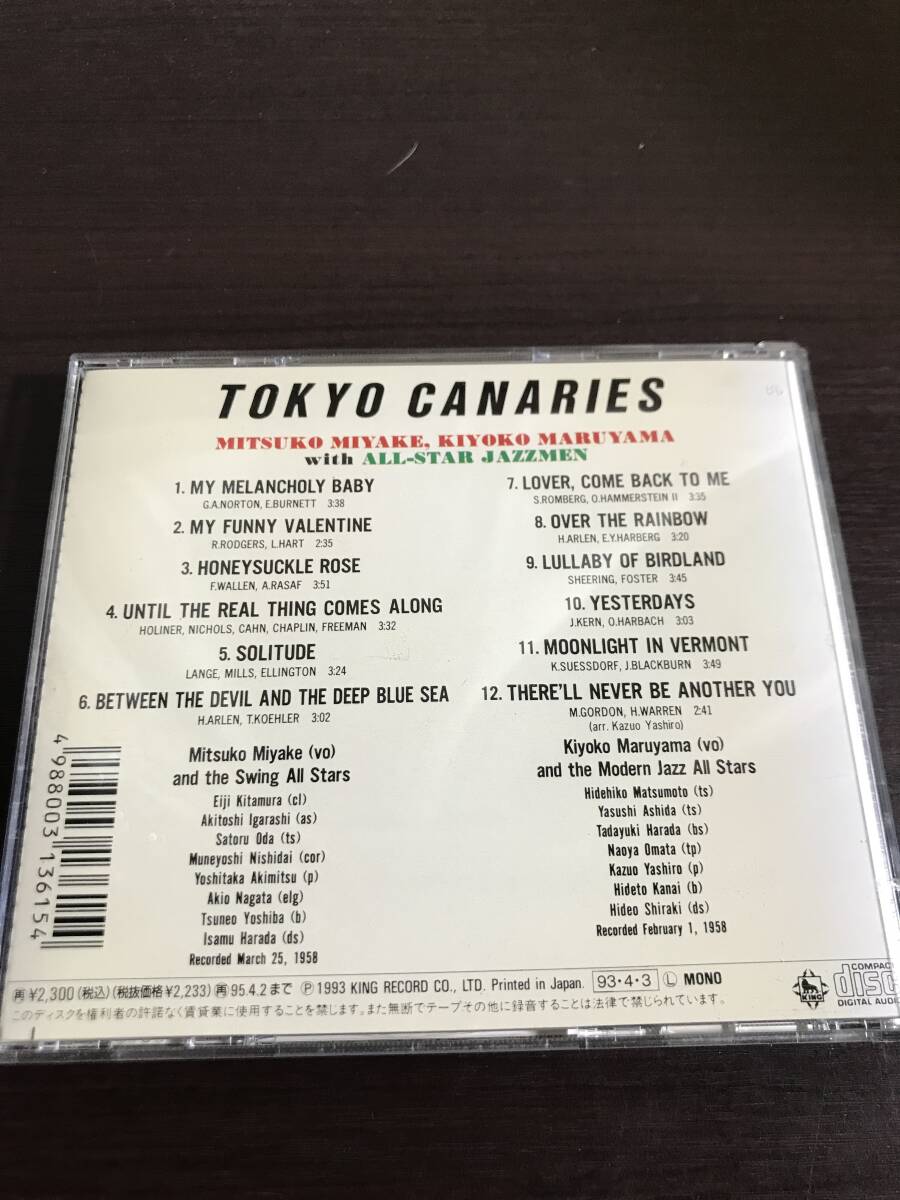 TOKYO CANARIES
MITSUKO MIYAKE, KIYOKO MARUYAMA
with ALL-STAR JAZZMEN
1. MY MELANCHOLY BABY
G.A.NORTON, E.BURNETT 3:38
2. MY FUNNY VALENTINE
R.RODGERS, L.HART 2:35
3. HONEYSUCKLE ROSE
F.WALLEN, A.RASAF 3:51
4. UNTIL THE REAL THING COMES ALONG
HOLINER, NICHOLS, CAHN, CHAPLIN, FREEMAN 3:32
5. SOLITUDE
LANGE, MILLS, ELLINGTON 3:24
6. BETWEEN THE DEVIL AND THE DEEP BLUE SEA
H.ARLEN, T.KOEHLER 3:02
Mitsuko Miyake (vo)
and the Swing All Stars
Eiji Kitamura (cl)
Akitoshi Igarashi (as)
Satoru Oda (ts)
Muneyoshi Nishidai (cor)
Yoshitaka Akimitsu (p)
Akio Nagata (elg)
Tsuneo Yoshiba (b)
Isamu Harada (ds)
Recorded March 25, 1958
7. LOVER, COME BACK TO ME
S.ROMBERG, O.HAMMERSTEIN II 3:35
8. OVER THE RAINBOW
H.ARLEN, E.Y.HARBERG 3:20
9. LULLABY OF BIRDLAND
SHEERING, FOSTER 3:45
10. YESTERDAYS
J.KERN, O.HARBACH 3:03
11. MOONLIGHT IN VERMONT
K.SUESSDORF, J.BLACKBURN 3:49
12. THERE'LL NEVER BE ANOTHER YOU
M.GORDON, H.WARREN 2:41
(arr. Kazuo Yashiro)
Kiyoko Maruyama (vo)
and the Modern Jazz All Stars
Hidehiko Matsumoto (ts)
Yasushi Ashida (ts)
Tadayuki Harada (bs)
Naoya Omata (tp)
Kazuo Yashiro (p)
Hideto Kanai (b)
Hideo Shiraki (ds)
Recorded February 1, 1958
4 988003 136154
再¥2,300(税込)(税抜価格¥2,233)再95.4.2まで Ⓟ 1993 KING RECORD CO., LTD. Printed in Japan. 93・4・3 Ⓛ MONO
このディスクを権利者の許諾なく賃貸業に使用することを禁じます。また無断でテープその他に録音することは法律で禁じられています。
KING
COMPACT
disc
DIGITAL AUDIO